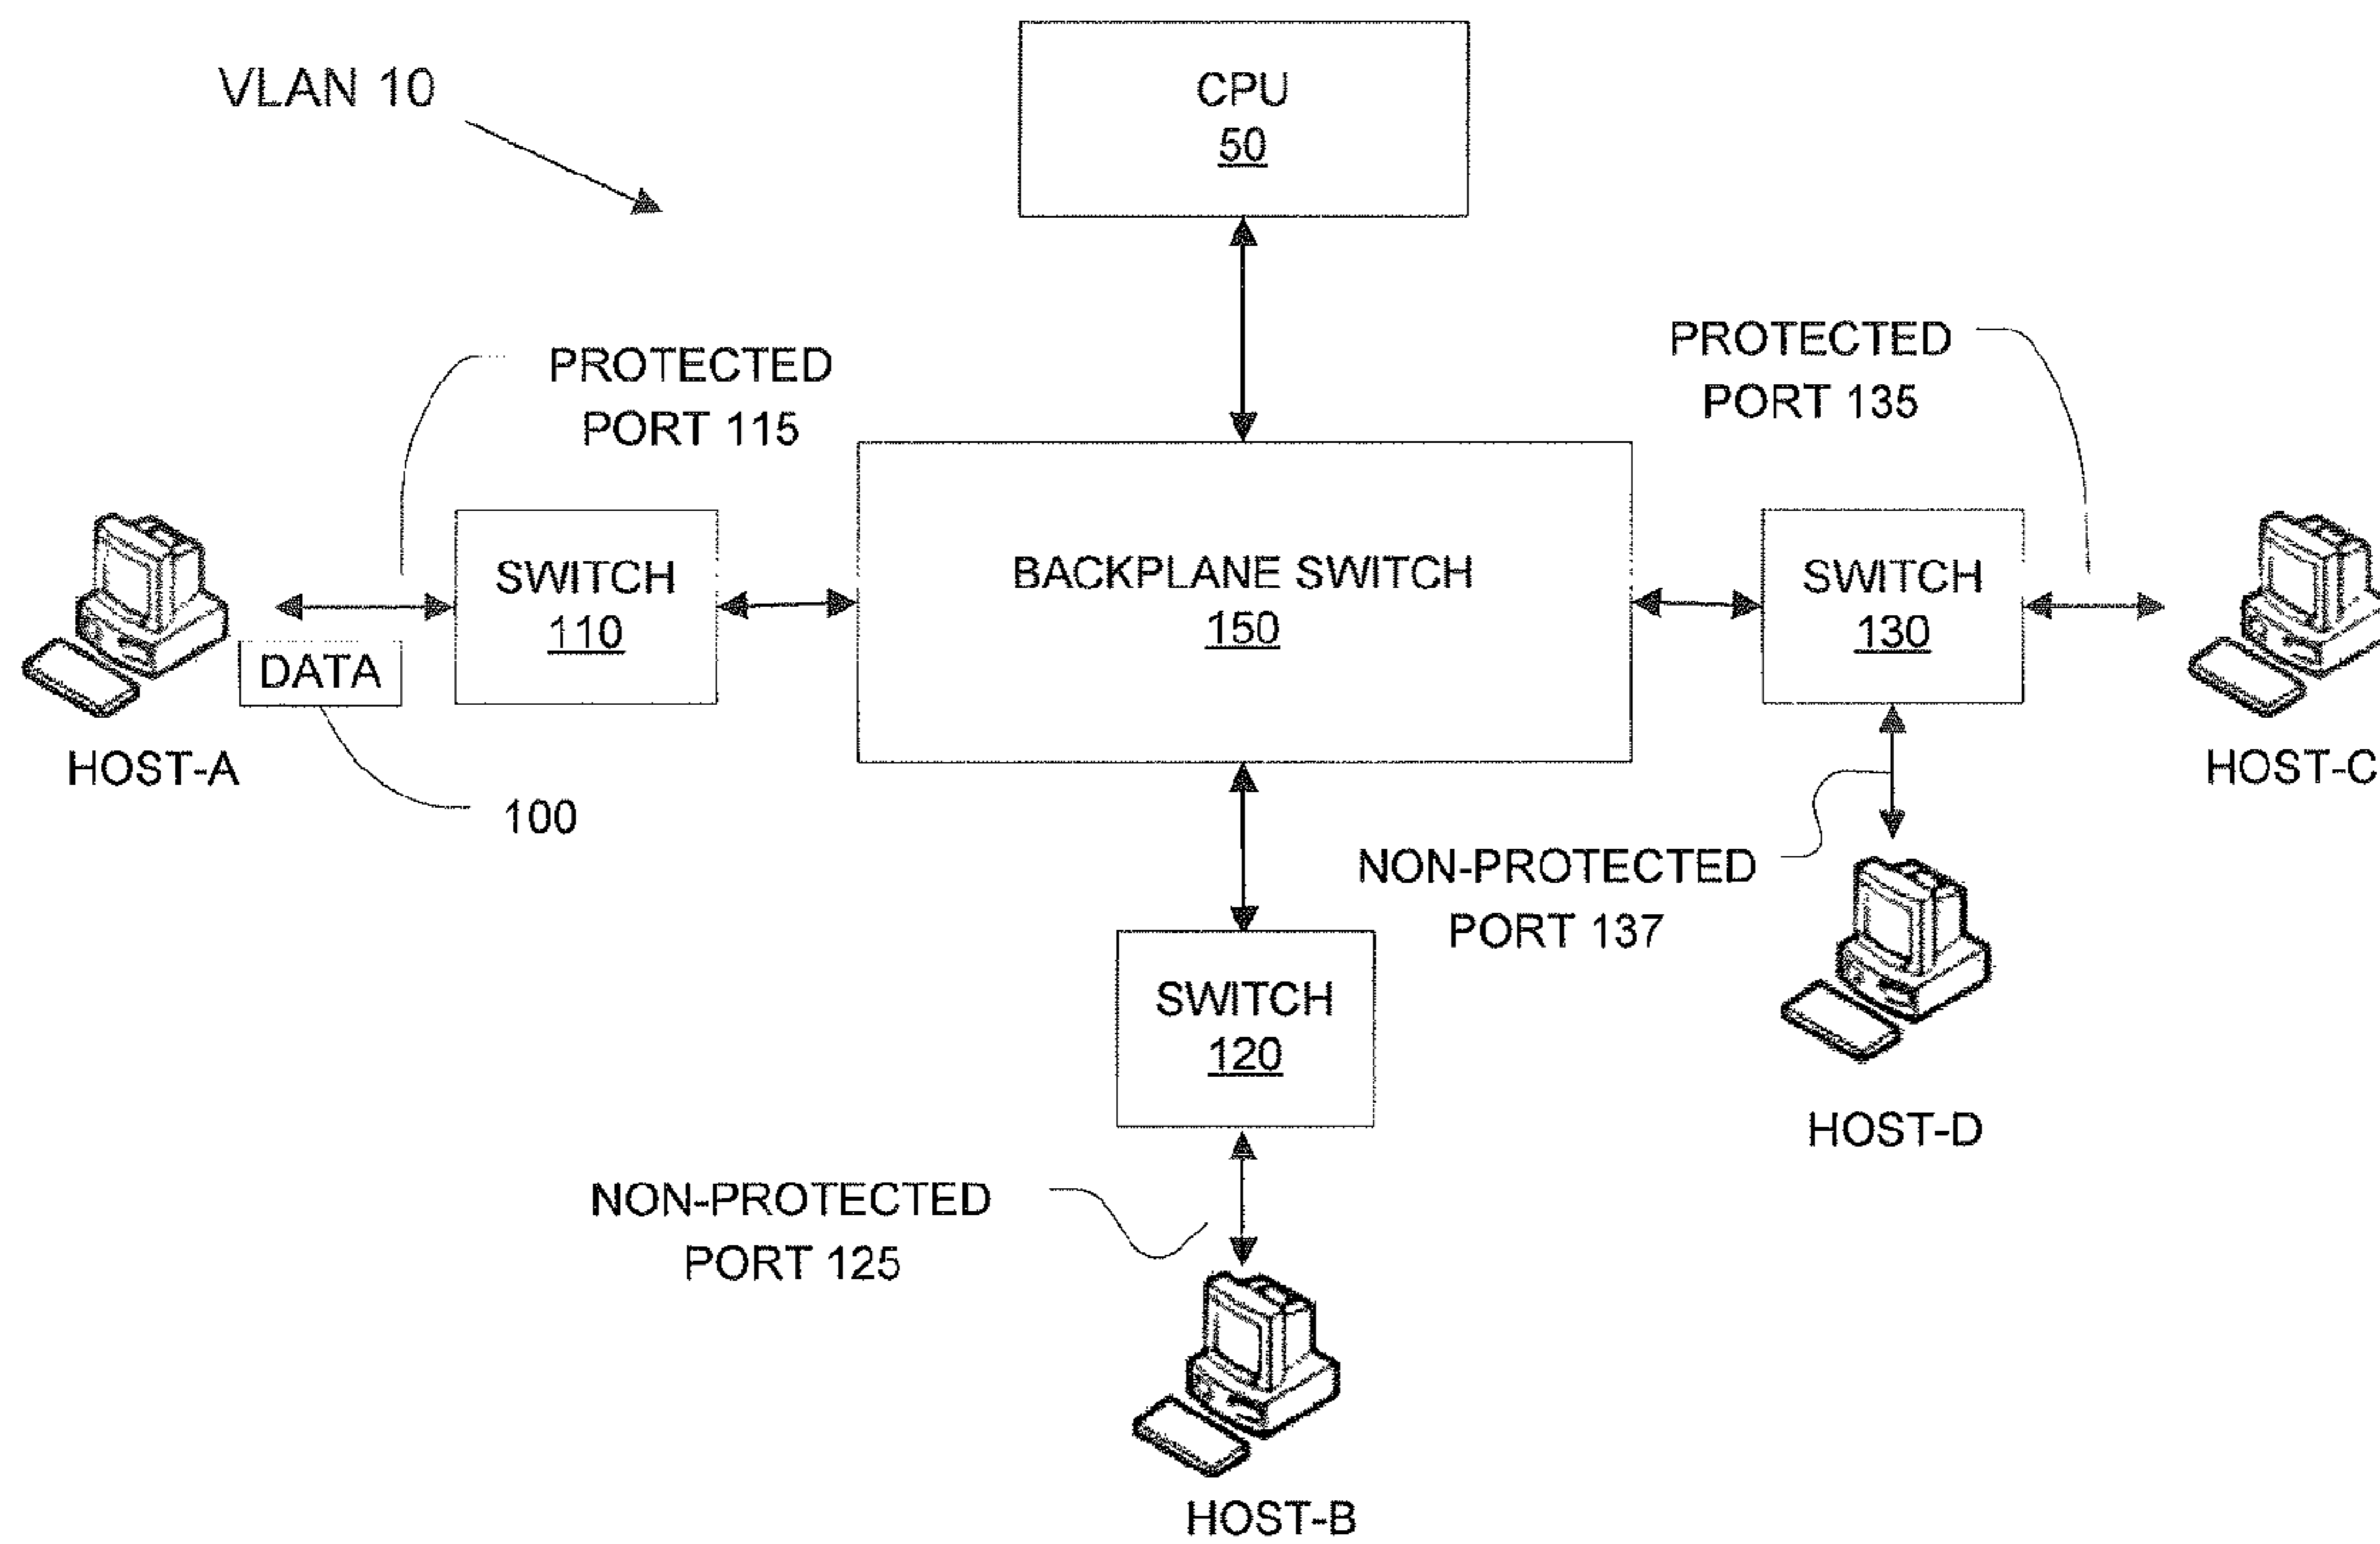 VLAN 10
CPU
50
PROTECTED
PORT 115
PROTECTED
PORT 135
SWITCH
110
BACKPLANE SWITCH
150
SWITCH
130
DATA
HOST-A
100
HOST-C
NON-PROTECTED
PORT 137
SWITCH
120
HOST-D
NON-PROTECTED
PORT 125
HOST-B